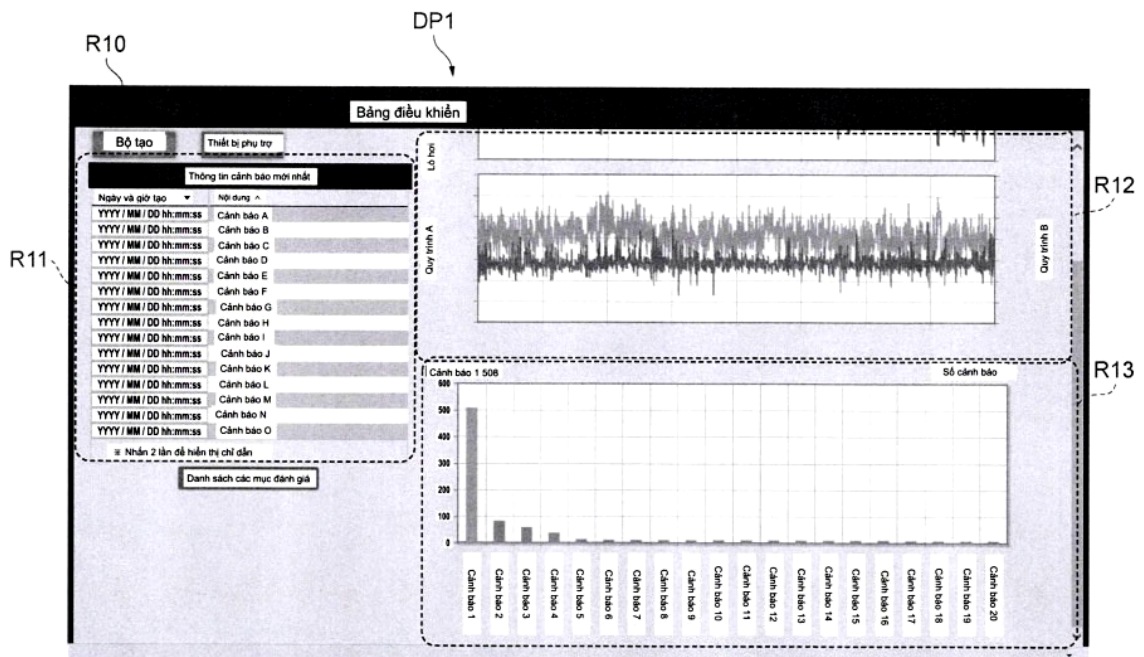 DP1
R10
Bảng điều khiển
Bộ tạo
Thiết bị phụ trợ
Thông tin cảnh báo mới nhất
Ngày và giờ tạo ▼ Nội dung ^
YYYY / MM / DD hh:mm:ss Cảnh báo A
YYYY / MM / DD hh:mm:ss Cảnh báo B
YYYY / MM / DD hh:mm:ss Cảnh báo C
YYYY / MM / DD hh:mm:ss Cảnh báo D
YYYY / MM / DD hh:mm:ss Cảnh báo E
YYYY / MM / DD hh:mm:ss Cảnh báo F
YYYY / MM / DD hh:mm:ss Cảnh báo G
YYYY / MM / DD hh:mm:ss Cảnh báo H
YYYY / MM / DD hh:mm:ss Cảnh báo I
YYYY / MM / DD hh:mm:ss Cảnh báo J
YYYY / MM / DD hh:mm:ss Cảnh báo K
YYYY / MM / DD hh:mm:ss Cảnh báo L
YYYY / MM / DD hh:mm:ss Cảnh báo M
YYYY / MM / DD hh:mm:ss Cảnh báo N
YYYY / MM / DD hh:mm:ss Cảnh báo O
※ Nhấn 2 lần để hiển thị chỉ dẫn
Danh sách các mục đánh giá
R11
Lò hơi
Quy trình A
Quy trình B
R12
Cảnh báo 1 508
Số cảnh báo
R13
600
500
400
300
200
100
0
Cảnh báo 1
Cảnh báo 2
Cảnh báo 3
Cảnh báo 4
Cảnh báo 5
Cảnh báo 6
Cảnh báo 7
Cảnh báo 8
Cảnh báo 9
Cảnh báo 10
Cảnh báo 11
Cảnh báo 12
Cảnh báo 13
Cảnh báo 14
Cảnh báo 15
Cảnh báo 16
Cảnh báo 17
Cảnh báo 18
Cảnh báo 19
Cảnh báo 20